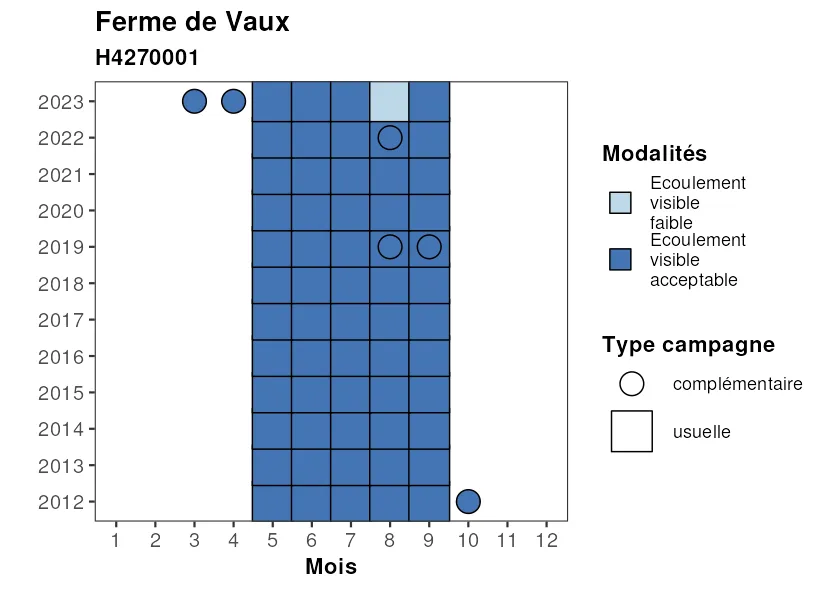 Ferme de Vaux
H4270001
2023
2022
2021
2020
2019
2018
2017
2016
2015
2014
2013
2012
1 2 3 4 5 6 7 8 9 10 11 12
Mois
Modalités
Ecoulement
visible
faible
Ecoulement
visible
acceptable
Type campagne
complémentaire
usuelle